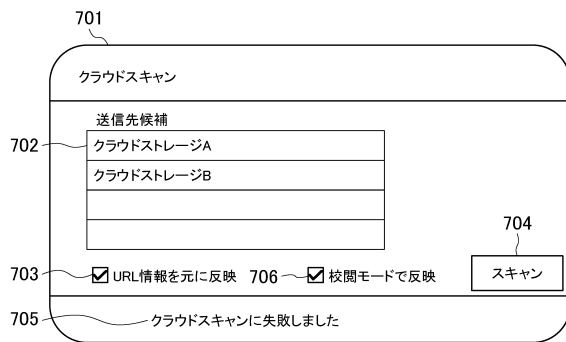 701
クラウドスキャン
送信先候補
702 クラウドストレージA
クラウドストレージB
704
703 URL情報を元に反映 706 校閲モードで反映 スキャン
705 クラウドスキャンに失敗しました